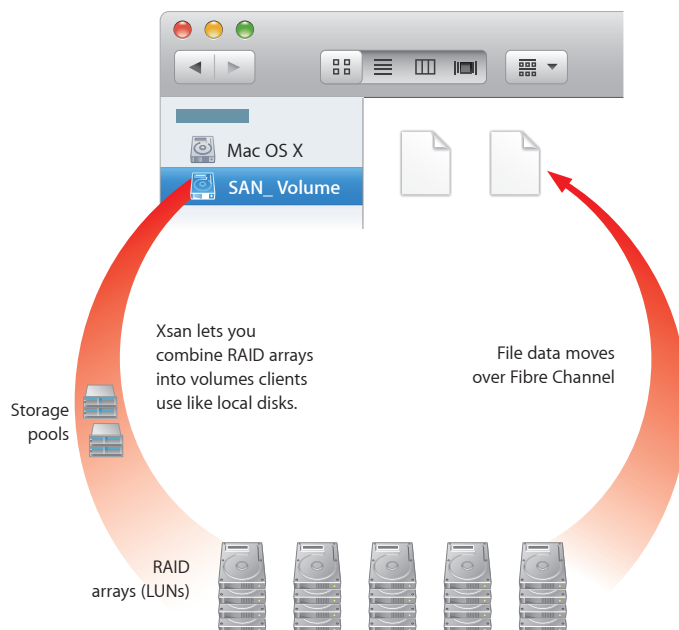 Mac OS X
SAN_ Volume
Xsan lets you
combine RAID arrays
into volumes clients
use like local disks.
File data moves
over Fibre Channel
Storage
pools
RAID
arrays (LUNs)